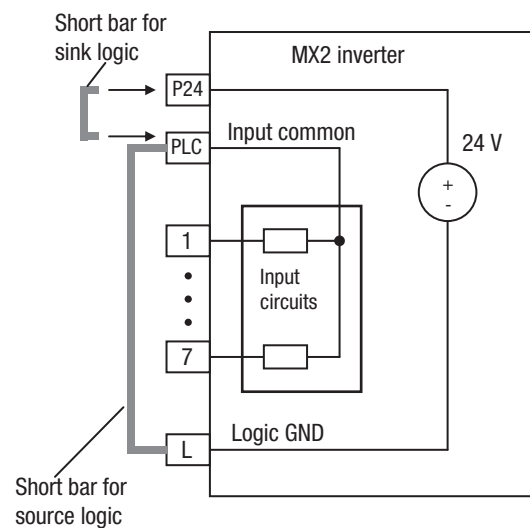 Short bar for
sink logic
MX2 inverter
P24
Input common
PLC
24 V
+
-
1
Input
circuits
7
Logic GND
L
Short bar for
source logic